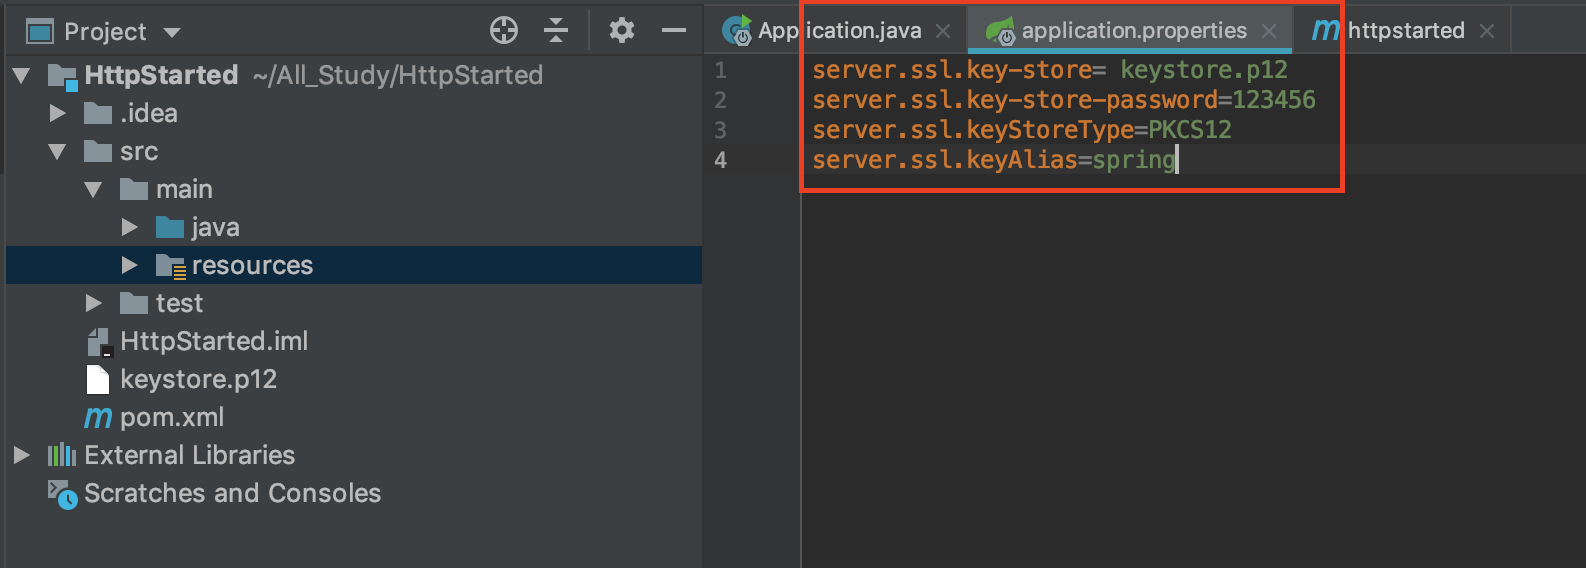 Project
HttpStarted ~/All_Study/HttpStarted
.idea
src
main
java
resources
test
HttpStarted.iml
keystore.p12
pom.xml
External Libraries
Scratches and Consoles
Application.java
application.properties
httpstarted
1 server.ssl.key-store= keystore.p12
2 server.ssl.key-store-password=123456
3 server.ssl.keyStoreType=PKCS12
4 server.ssl.keyAlias=spring